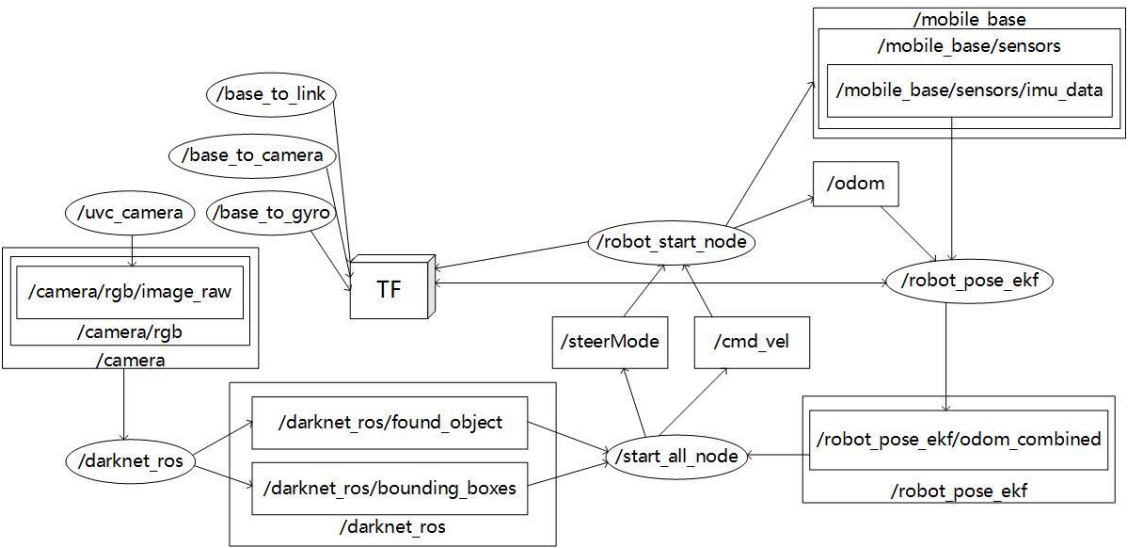 /mobile_base
/mobile_base/sensors
/mobile_base/sensors/imu_data
/base_to_link
/base_to_camera
/uvc_camera
/base_to_gyro
/odom
/robot_start_node
/camera/rgb/image_raw
/camera/rgb
/camera
TF
/robot_pose_ekf
/steerMode
/cmd_vel
/darknet_ros/found_object
/darknet_ros
/darknet_ros/bounding_boxes
/darknet_ros
/start_all_node
/robot_pose_ekf/odom_combined
/robot_pose_ekf